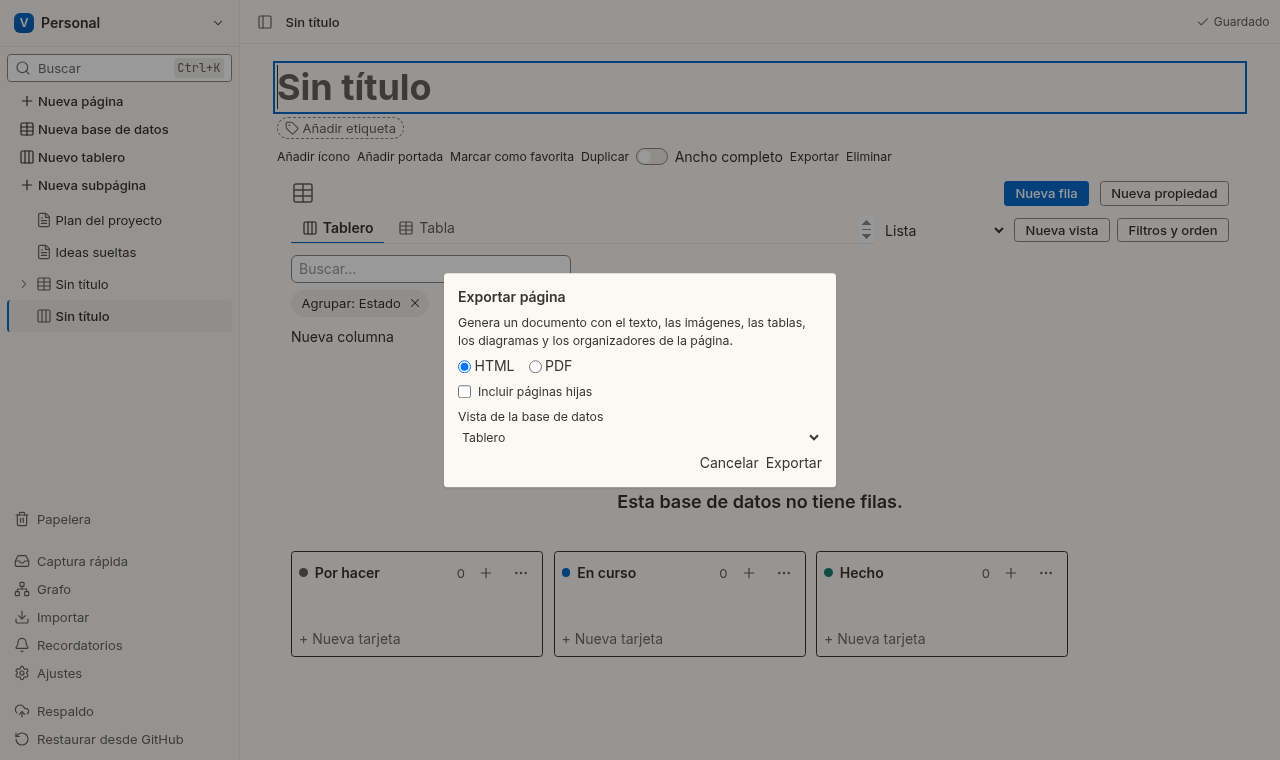 V Personal
Sin título
Guardado
Buscar Ctrl+K
Nueva página
Nueva base de datos
Nuevo tablero
Nueva subpágina
Plan del proyecto
Ideas sueltas
Sin título
Sin título
Papelera
Captura rápida
Grafo
Importar
Recordatorios
Ajustes
Respaldo
Restaurar desde GitHub
Sin título
Añadir etiqueta
Añadir ícono Añadir portada Marcar como favorita Duplicar Ancho completo Exportar Eliminar
Nueva fila Nueva propiedad
Tablero Tabla Lista Nueva vista Filtros y orden
Buscar...
Agrupar: Estado
Nueva columna
Exportar página
Genera un documento con el texto, las imágenes, las tablas,
los diagramas y los organizadores de la página.
HTML PDF
Incluir páginas hijas
Vista de la base de datos
Tablero
Cancelar Exportar
Esta base de datos no tiene filas.
Por hacer 0
+ Nueva tarjeta
En curso 0
+ Nueva tarjeta
Hecho 0
+ Nueva tarjeta